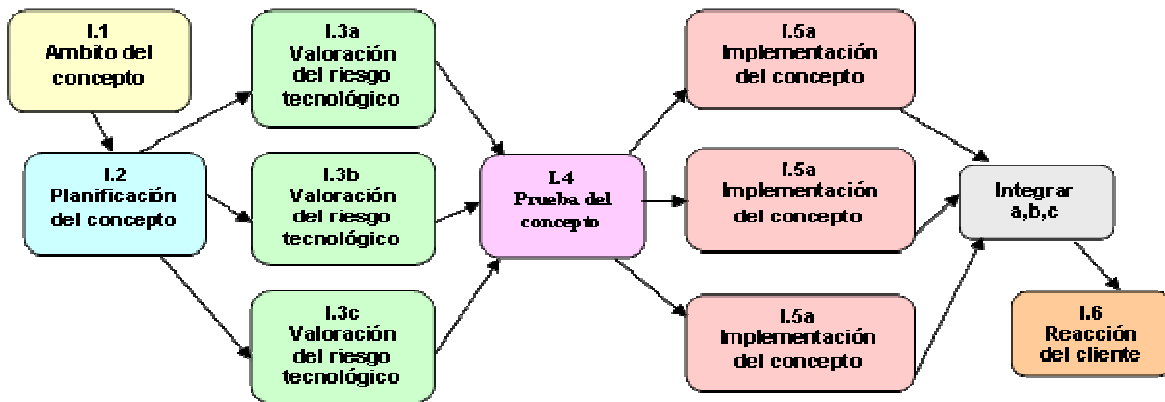 I.1
Ambito del
concepto
I.2
Planificación
del concepto
I.3a
Valoración
del riesgo
tecnológico
I.3b
Valoración
del riesgo
tecnológico
I.3c
Valoración
del riesgo
tecnológico
I.4
Prueba del
concepto
I.5a
Implementación
del concepto
I.5a
Implementación
del concepto
I.5a
Implementación
del concepto
Integrar
a,b,c
I.6
Reacción
del cliente